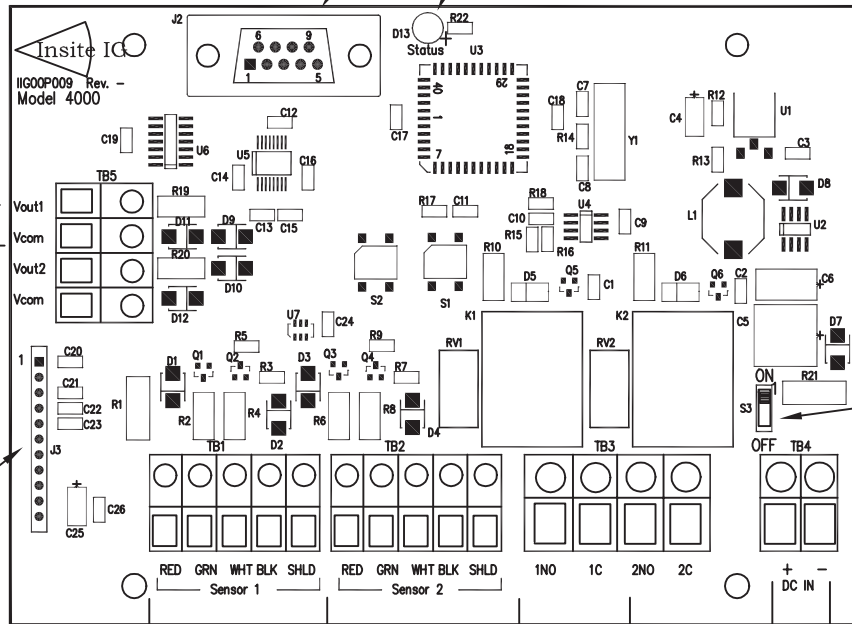 J2
D13
R22
6 9
Status
U3
Insite IG
1 5
IIG00P009 Rev. -
Model 4000
40
29
1
7
18
C12
C17
C18
C7
R14
C8
Y1
C4
R12
U1
R13
C3
C19
U6
U5
C14
C16
TB5
R19
Vout1
D11
D9
C13
C15
R17
C11
R18
C10
U4
R15
R16
C9
L1
D8
U2
Vcom
Vout2
R20
D10
Vcom
D12
S2
S1
R10
D5
Q5
C1
R11
D6
Q6
C2
C6
U7
C24
K1
K2
C5
D7
1
C20
R5
R9
D1
Q1
Q2
D3
Q3
Q4
RV1
RV2
R3
R7
C21
C22
C23
R1
R2
R4
R6
R8
D2
D4
ON
1
S3
R21
J3
TB1
TB2
TB3
OFF
TB4
C25
C26
RED GRN WHT BLK SHLD
RED GRN WHT BLK SHLD
1NO 1C 2NO 2C
+ -
Sensor 1
Sensor 2
DC IN